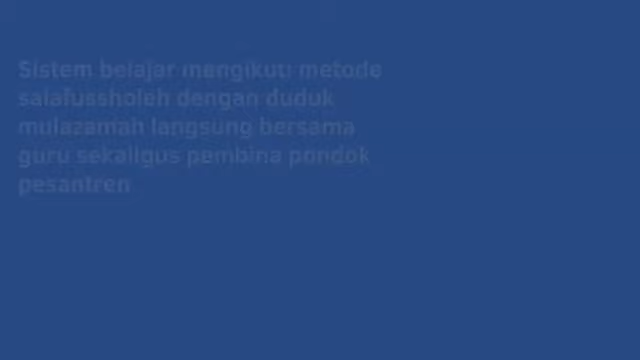 Sistem belajar mengikuti metode
salafussholeh dengan duduk
mulazamah langsung bersama
guru sekaligus pembina pondok
pesantren